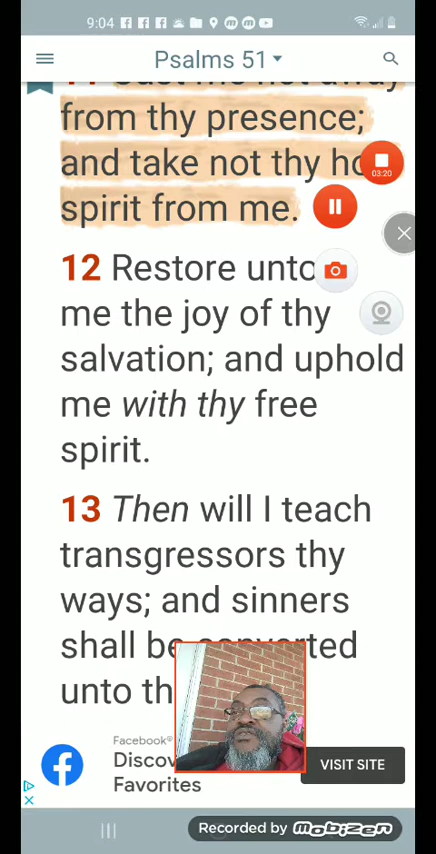 9:04
Psalms 51
from thy presence;
and take not thy
spirit from me.
03:20
12 Restore unto
me the joy of thy
salvation; and uphold
me with thy free
spirit.
13 Then will I teach
transgressors thy
ways; and sinners
shall be converted
unto
Facebook®
Favorites
VISIT SITE
Recorded by mobizen